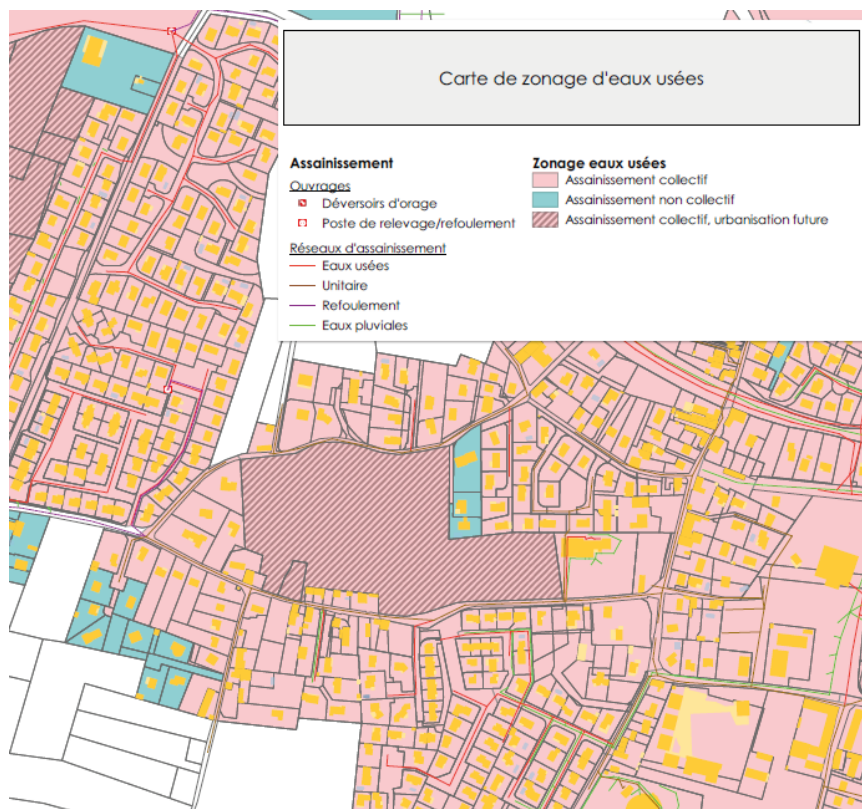 Carte de zonage d'eaux usées
Assainissement
Ouvrages
Déversoirs d'orage
Poste de relevage/refoulement
Réseaux d'assainissement
Eaux usées
Unitaire
Refoulement
Eaux pluviales
Zonage eaux usées
Assainissement collectif
Assainissement non collectif
Assainissement collectif, urbanisation future